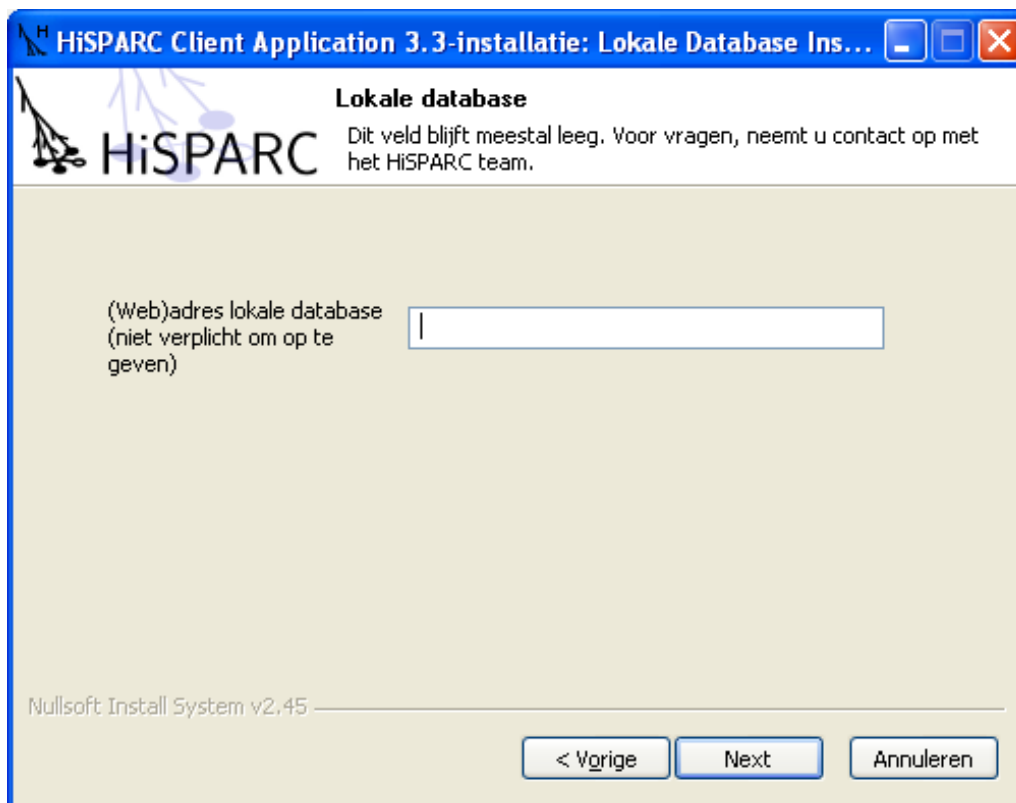 HiSPARC Client Application 3.3-installatie: Lokale Database Ins...
HiSPARC
Lokale database
Dit veld blijft meestal leeg. Voor vragen, neemt u contact op met
het HiSPARC team.
(Web)adres lokale database
(niet verplicht om op te
geven)
Nullsoft Install System v2.45
< Vorige
Next
Annuleren